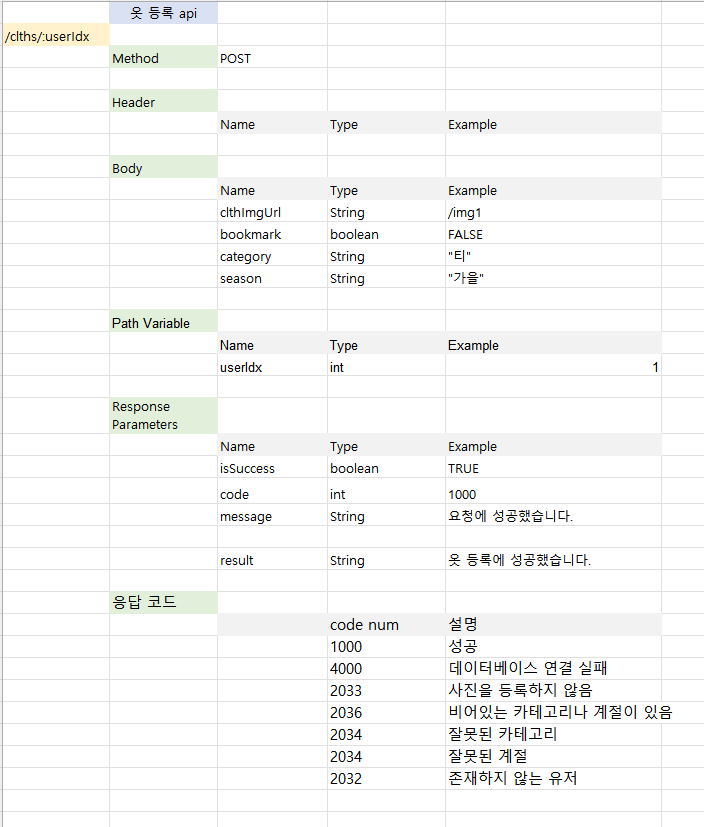 옷 등록 api
/clths/:userIdx
Method POST
Header
Name Type Example
Body
Name Type Example
clthImgUrl String /img1
bookmark boolean FALSE
category String "티"
season String "가을"
Path Variable
Name Type Example
userIdx int 1
Response
Parameters
Name Type Example
isSuccess boolean TRUE
code int 1000
message String 요청에 성공했습니다.
result String 옷 등록에 성공했습니다.
응답 코드
code num 설명
1000 성공
4000 데이터베이스 연결 실패
2033 사진을 등록하지 않음
2036 비어있는 카테고리나 계절이 있음
2034 잘못된 카테고리
2034 잘못된 계절
2032 존재하지 않는 유저